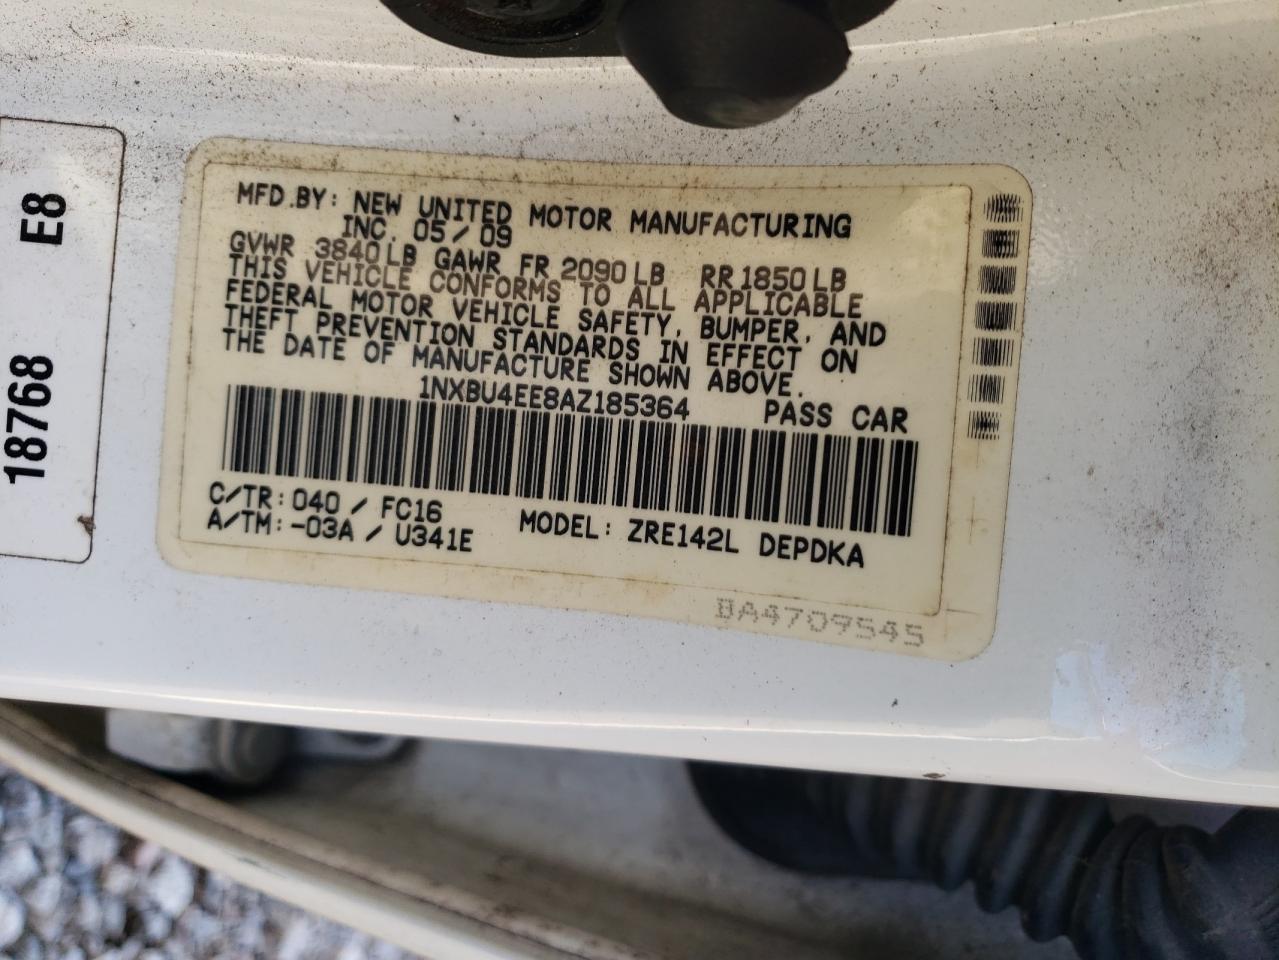 E8
18768
MFD.BY: NEW UNITED MOTOR MANUFACTURING
INC. 05/09
GVWR 3840LB GAWR FR 2090LB RR1850LB
THIS VEHICLE CONFORMS TO ALL APPLICABLE
FEDERAL MOTOR VEHICLE SAFETY, BUMPER, AND
THEFT PREVENTION STANDARDS IN EFFECT ON
THE DATE OF MANUFACTURE SHOWN ABOVE.
1NXBU4EE8AZ185364 PASS CAR
C/TR: 040 / FC16
A/TM: -03A / U341E MODEL: ZRE142L DEPDKA
BA4709545